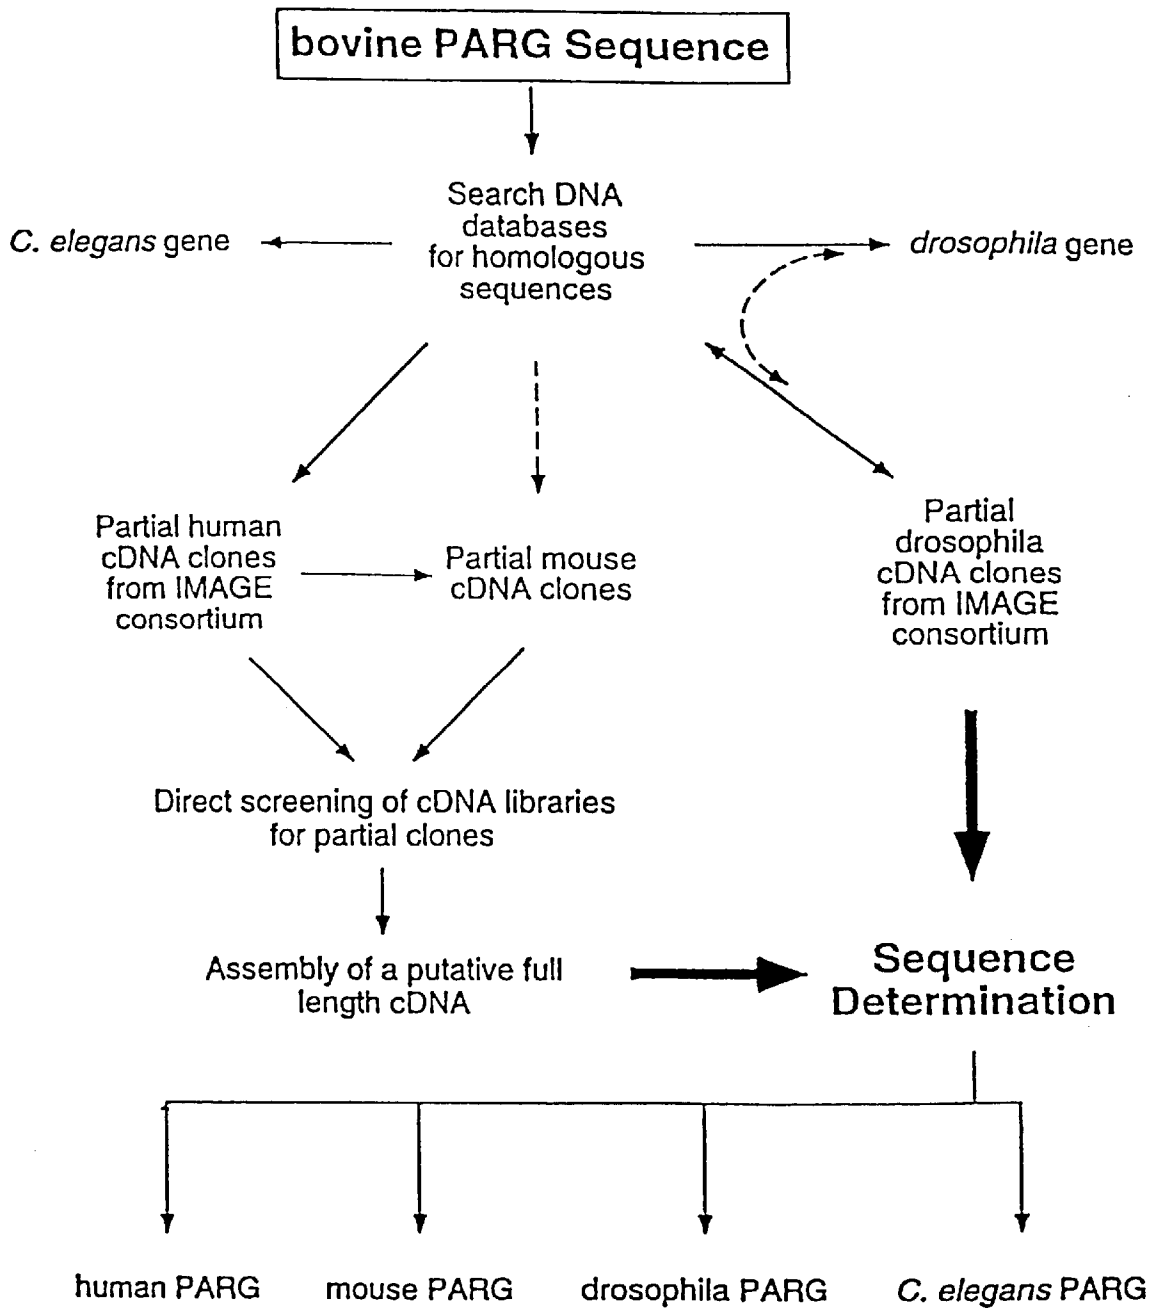 bovine PARG Sequence
Search DNA
databases
for homologous
sequences
C. elegans gene
drosophila gene
Partial human
cDNA clones
from IMAGE
consortium
Partial mouse
cDNA clones
Partial
drosophila
cDNA clones
from IMAGE
consortium
Direct screening of cDNA libraries
for partial clones
Assembly of a putative full
length cDNA
Sequence
Determination
human PARG
mouse PARG
drosophila PARG
C. elegans PARG